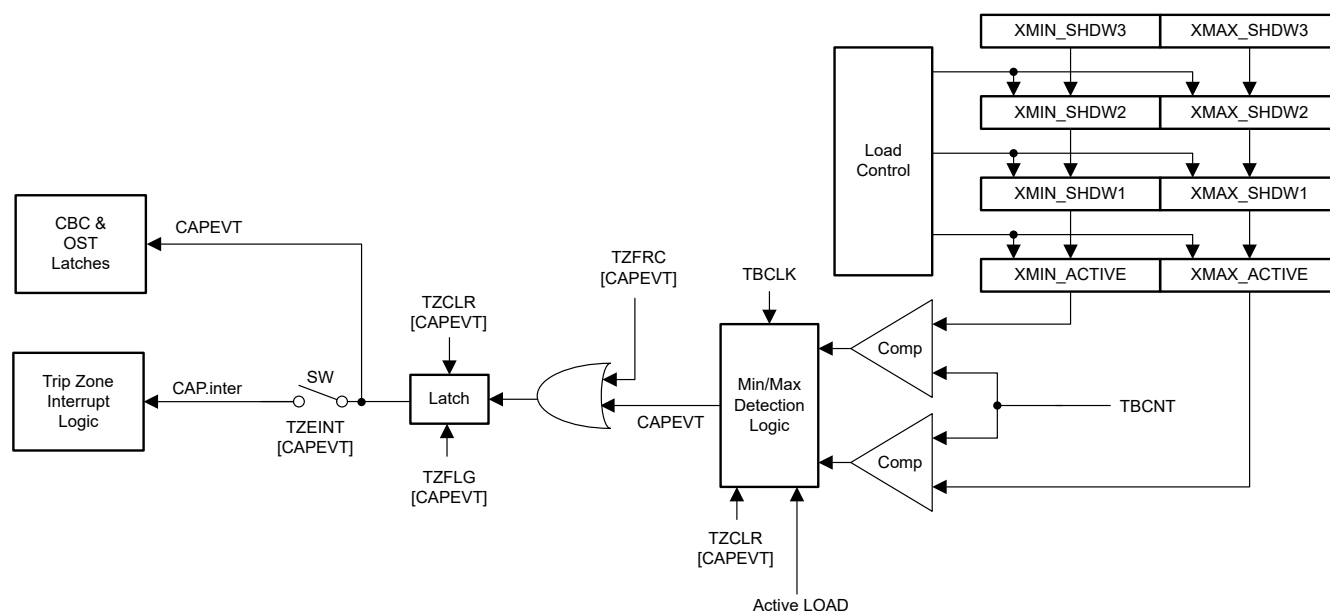 XMIN_SHDW3
XMAX_SHDW3
XMIN_SHDW2
XMAX_SHDW2
Load
Control
XMIN_SHDW1
XMAX_SHDW1
XMIN_ACTIVE
XMAX_ACTIVE
CBC &
OST
Latches
CAPEVT
TZFRC
[CAPEVT]
TBCLK
TZCLR
[CAPEVT]
Comp
Trip Zone
Interrupt
Logic
CAP.inter
SW
TZEINT
[CAPEVT]
Latch
CAPEVT
Min/Max
Detection
Logic
TBCNT
Comp
TZFLG
[CAPEVT]
TZCLR
[CAPEVT]
Active LOAD